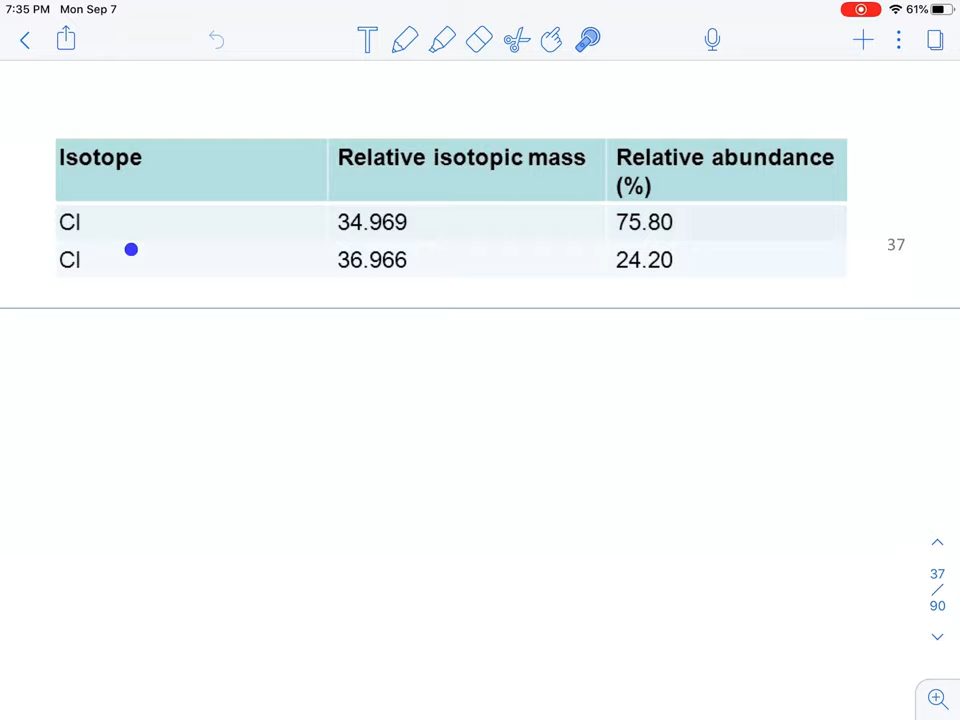 7:35 PM Mon Sep 7
61%
Isotope Relative isotopic mass Relative abundance
(%)
Cl 34.969 75.80
Cl 36.966 24.20
37
37
/
90